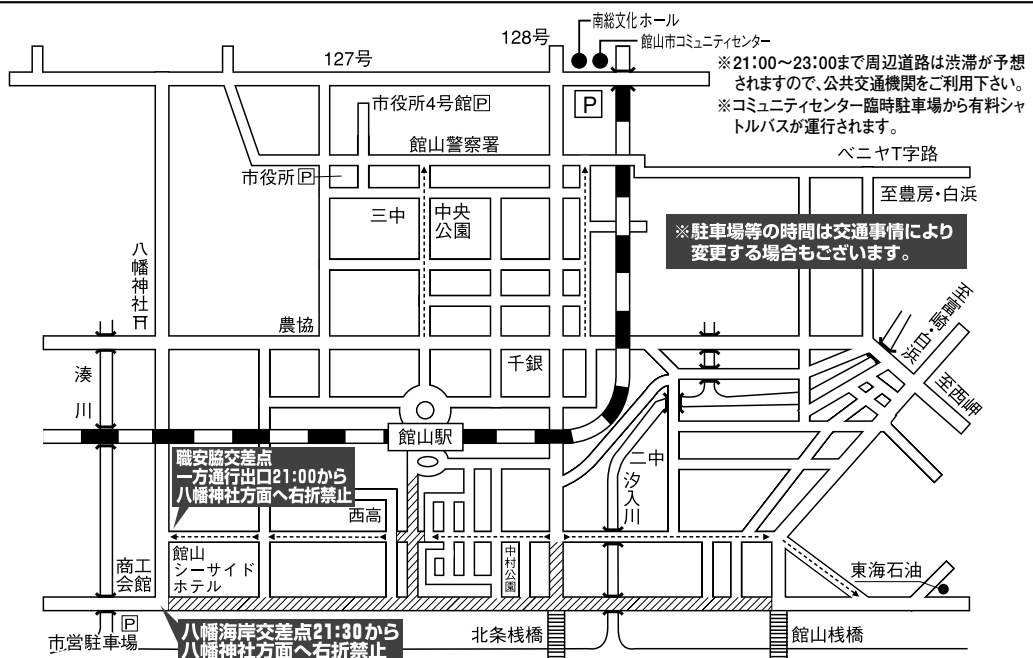 南総文化ホール
館山市コミュニティセンター
128号
127号
※21:00〜23:00まで周辺道路は渋滞が予想
されますので、公共交通機関をご利用下さい。
※コミュニティセンター臨時駐車場から有料シャ
トルバスが運行されます。
市役所4号館P
P
館山警察署
ベニヤT字路
市役所P
至豊房・白浜
三中
中央
公園
※駐車場等の時間は交通事情により
変更する場合もございます。
八幡神社
至富崎・白浜
農協
千銀
湊川
至西岬
館山駅
職安脇交差点
一方通行出口21:00から
八幡神社方面へ右折禁止
二中
汐入川
西高
商工
会館
館山
シーサイド
ホテル
中村公園
東海石油
P
市営駐車場
八幡海岸交差点21:30から
八幡神社方面へ右折禁止
北条桟橋
館山桟橋